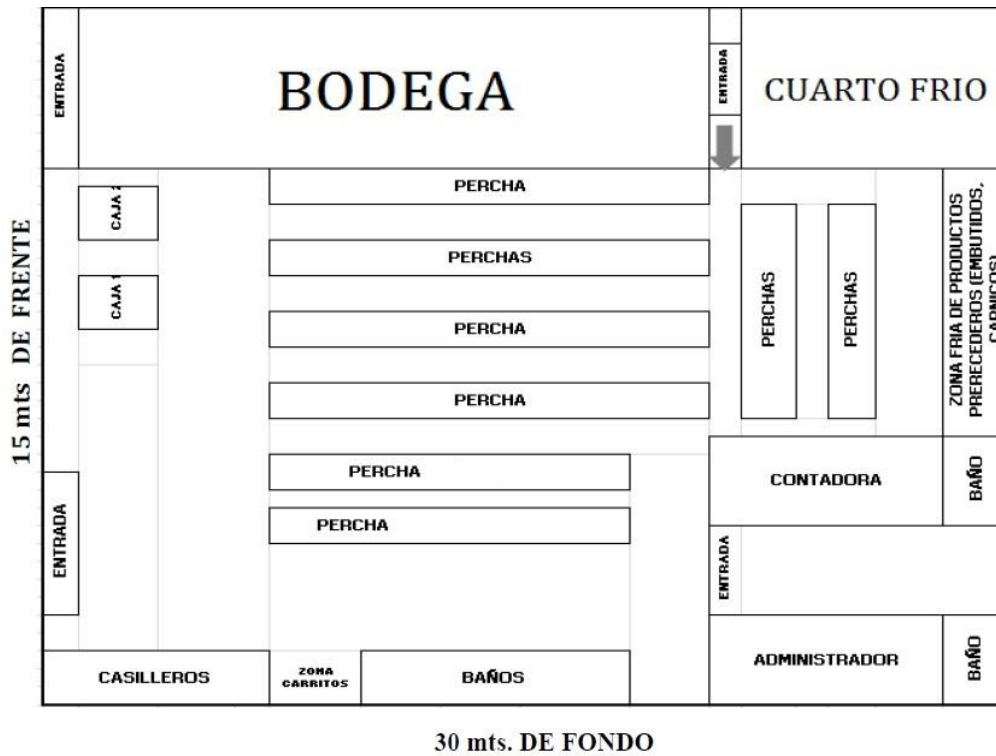 ENTRADA
BODEGA
ENTRADA
CUARTO FRIO
CAJA 2
CAJA 1
PERCHA
PERCHAS
PERCHA
PERCHA
PERCHA
PERCHA
PERCHAS
PERCHAS
ZONA FRIA DE PRODUCTOS
PRERECEDEROS (EMBUTIDOS,
CARNICOS)
15 mts DE FRENTE
ENTRADA
CONTADORA
BAÑO
ENTRADA
CASILLEROS
ZONA
CARRITOS
BAÑOS
ADMINISTRADOR
BAÑO
30 mts. DE FONDO